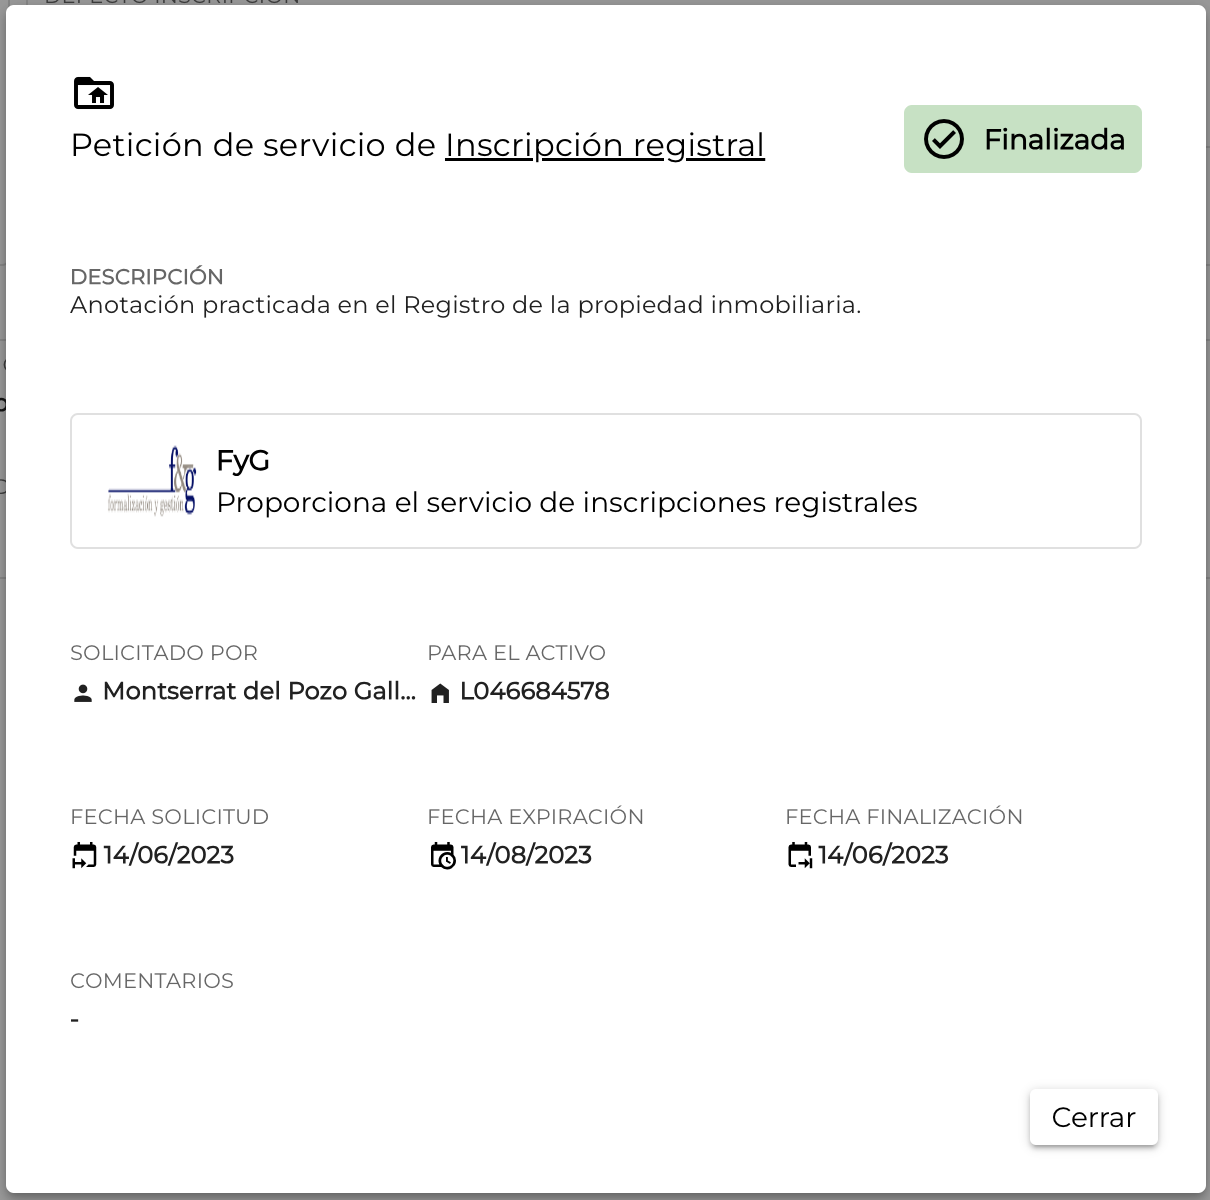 DEFECTO INSCRIPCIÓN
Petición de servicio de Inscripción registral
Finalizada
DESCRIPCIÓN
Anotación practicada en el Registro de la propiedad inmobiliaria.
f&g
formalización y gestión
FyG
Proporciona el servicio de inscripciones registrales
SOLICITADO POR
PARA EL ACTIVO
Montserrat del Pozo Gall...
L046684578
FECHA SOLICITUD
FECHA EXPIRACIÓN
FECHA FINALIZACIÓN
14/06/2023
14/08/2023
14/06/2023
COMENTARIOS
-
Cerrar